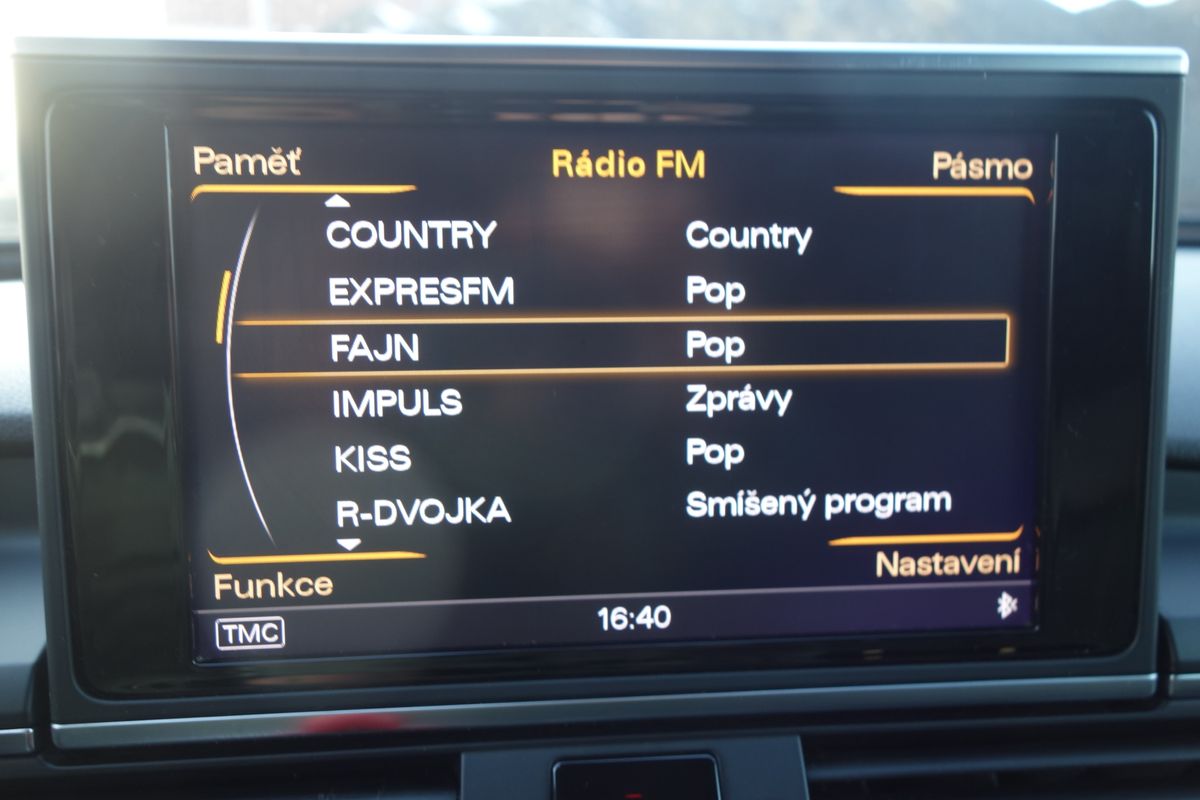 Paměť Rádio FM Pásmo
COUNTRY Country
EXPRESFM Pop
FAJN Pop
IMPULS Zprávy
KISS Pop
R-DVOJKA Smíšený program
Funkce Nastavení
TMC 16:40